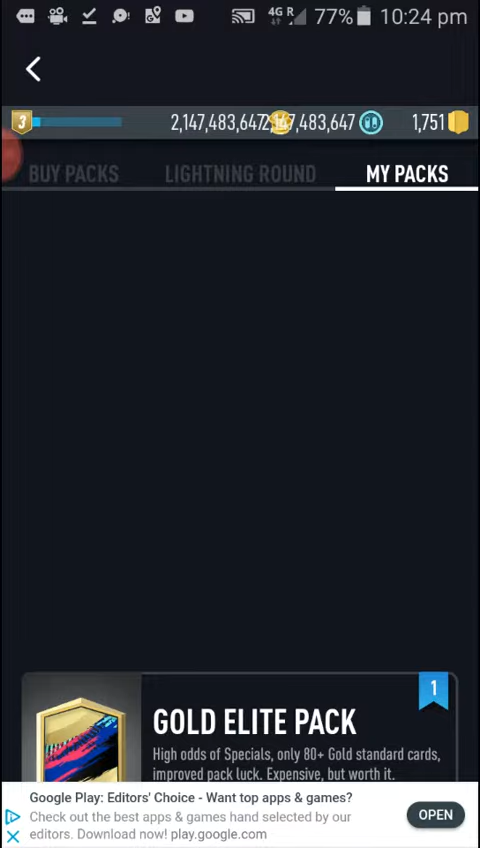 4G R 77% 10:24 pm
3 2,147,483,647 2,147,483,647 1,751
BUY PACKS LIGHTNING ROUND MY PACKS
1
GOLD ELITE PACK
High odds of Specials, only 80+ Gold standard cards,
improved pack luck. Expensive, but worth it.
Google Play: Editors' Choice - Want top apps & games?
Check out the best apps & games hand selected by our
editors. Download now! play.google.com
OPEN